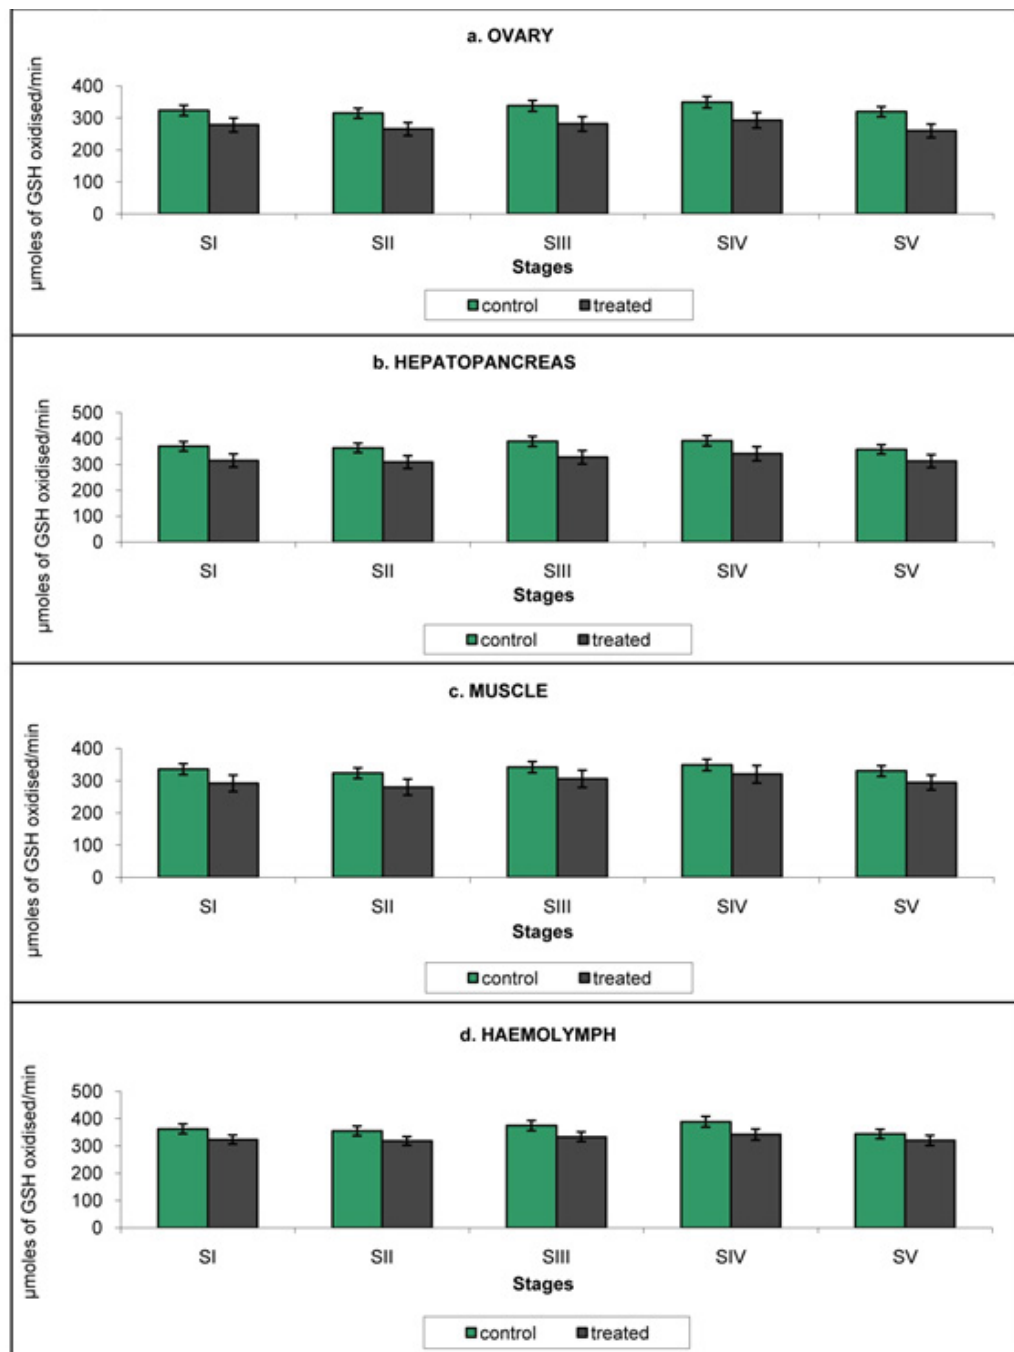 a. OVARY
µmoles of GSH oxidised/min
400
300
200
100
0
SI SII SIII SIV SV
Stages
control treated
b. HEPATOPANCREAS
µmoles of GSH oxidised/min
500
400
300
200
100
0
SI SII SIII SIV SV
Stages
control treated
c. MUSCLE
µmoles of GSH oxidised/min
400
300
200
100
0
SI SII SIII SIV SV
Stages
control treated
d. HAEMOLYMPH
µmoles of GSH oxidised/min
500
400
300
200
100
0
SI SII SIII SIV SV
Stages
control treated